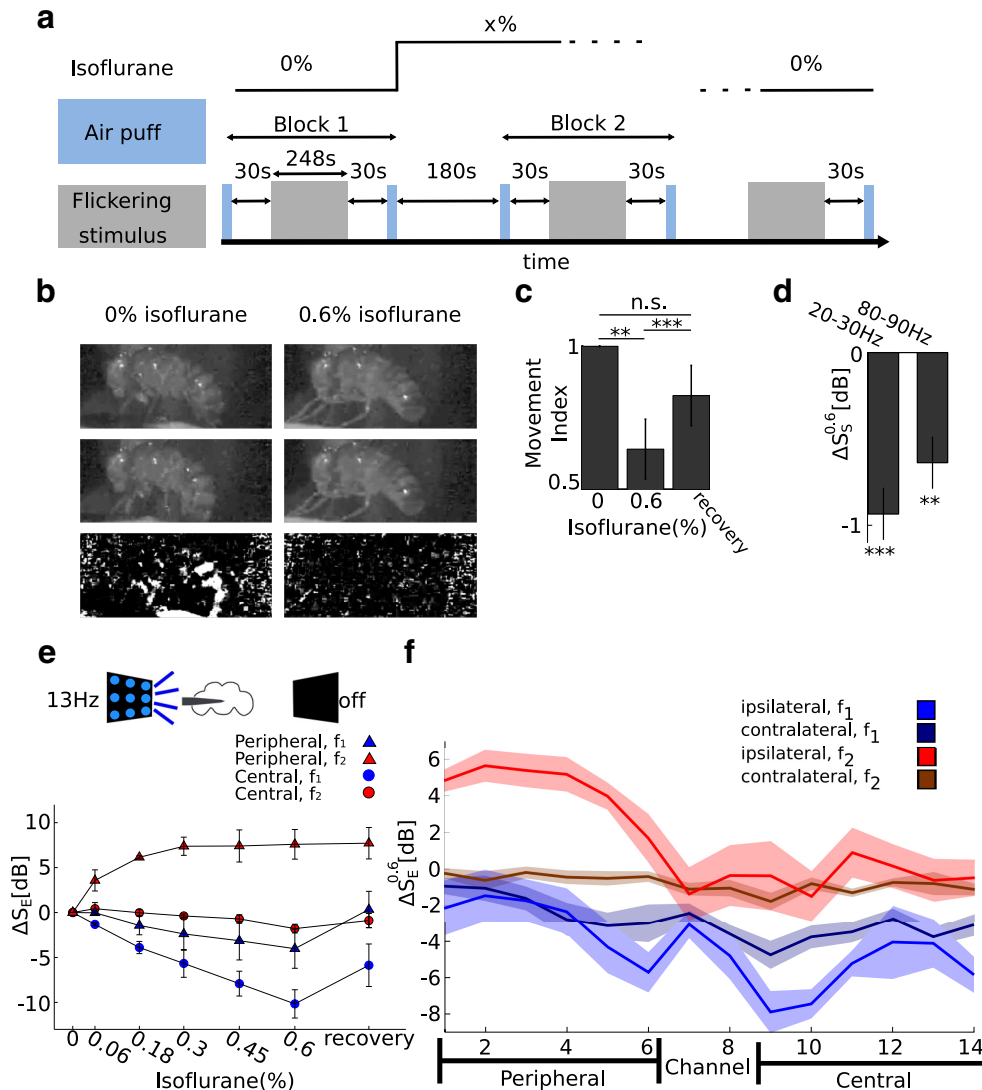 a
x%
Isoflurane
0%
0%
Air puff
Block 1
Block 2
248s
30s
30s
180s
30s
30s
30s
Flickering
stimulus
time
b
0% isoflurane
0.6% isoflurane
c
n.s.
**
***
1
Movement
Index
0.5
0
0.6
recovery
Isoflurane(%)
d
20-30Hz
80-90Hz
0
ΔS_S^0.6 [dB]
-1
***
**
e
13Hz
off
Peripheral, f₁
Peripheral, f₂
Central, f₁
Central, f₂
10
5
0
-5
-10
ΔS_E[dB]
0
0.06
0.18
0.3
0.45
0.6
recovery
Isoflurane(%)
f
ipsilateral, f₁
contralateral, f₁
ipsilateral, f₂
contralateral, f₂
6
4
2
-0
-2
-4
-6
-8
ΔS_E^0.6 [dB]
2
4
6
8
10
12
14
Peripheral
Channel
Central